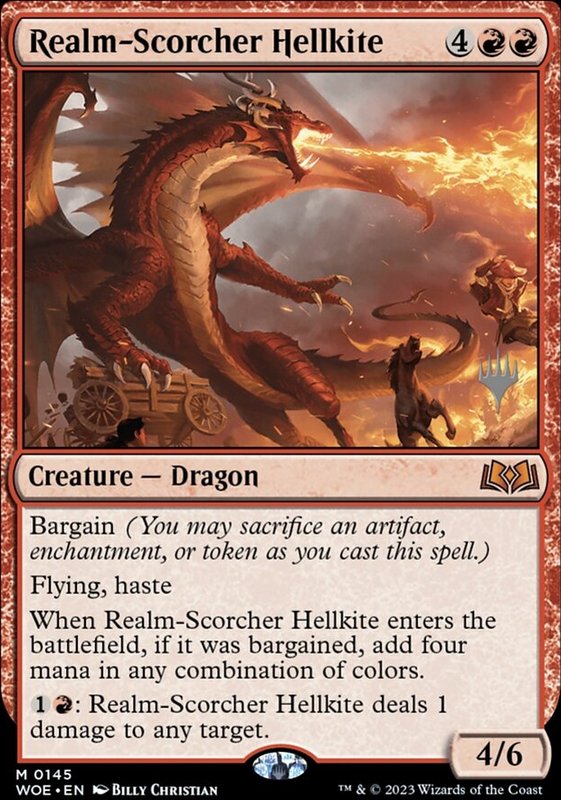 Realm-Scorcher Hellkite 4
Creature — Dragon
Bargain (You may sacrifice an artifact,
enchantment, or token as you cast this spell.)
Flying, haste
When Realm-Scorcher Hellkite enters the
battlefield, if it was bargained, add four
mana in any combination of colors.
1 : Realm-Scorcher Hellkite deals 1
damage to any target.
4/6
M 0145
WOE • EN BILLY CHRISTIAN
™ & © 2023 Wizards of the Coast